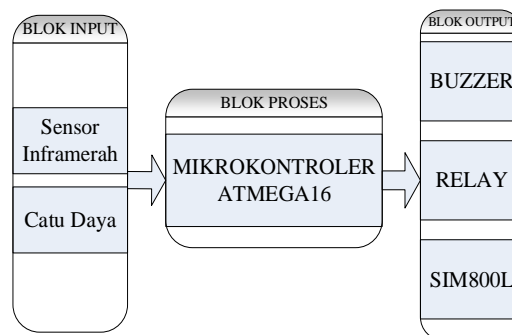 BLOK INPUT
Sensor
Inframerah
Catu Daya
BLOK PROSES
MIKROKONTROLER
ATMEGA16
BLOK OUTPUT
BUZZER
RELAY
SIM800L